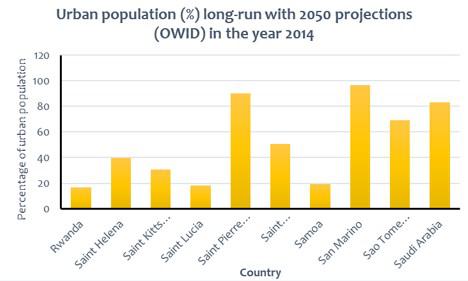 Urban population (%) long-run with 2050 projections
(OWID) in the year 2014
Percentage of urban population
120
100
80
60
40
20
0
Rwanda
Saint Helena
Saint Kitts...
Saint Lucia
Saint Pierre...
Saint...
Samoa
San Marino
Sao Tome...
Saudi Arabia
Country